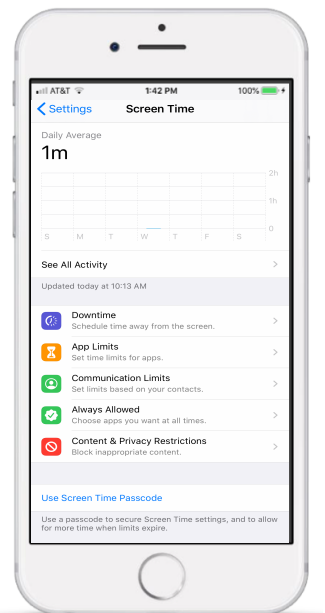 AT&T 1:42 PM 100%
Settings Screen Time
Daily Average
1m
2h
1h
0
S M T W T F S
See All Activity
Updated today at 10:13 AM
Downtime
Schedule time away from the screen.
App Limits
Set time limits for apps.
Communication Limits
Set limits based on your contacts.
Always Allowed
Choose apps you want at all times.
Content & Privacy Restrictions
Block inappropriate content.
Use Screen Time Passcode
Use a passcode to secure Screen Time settings, and to allow
for more time when limits expire.